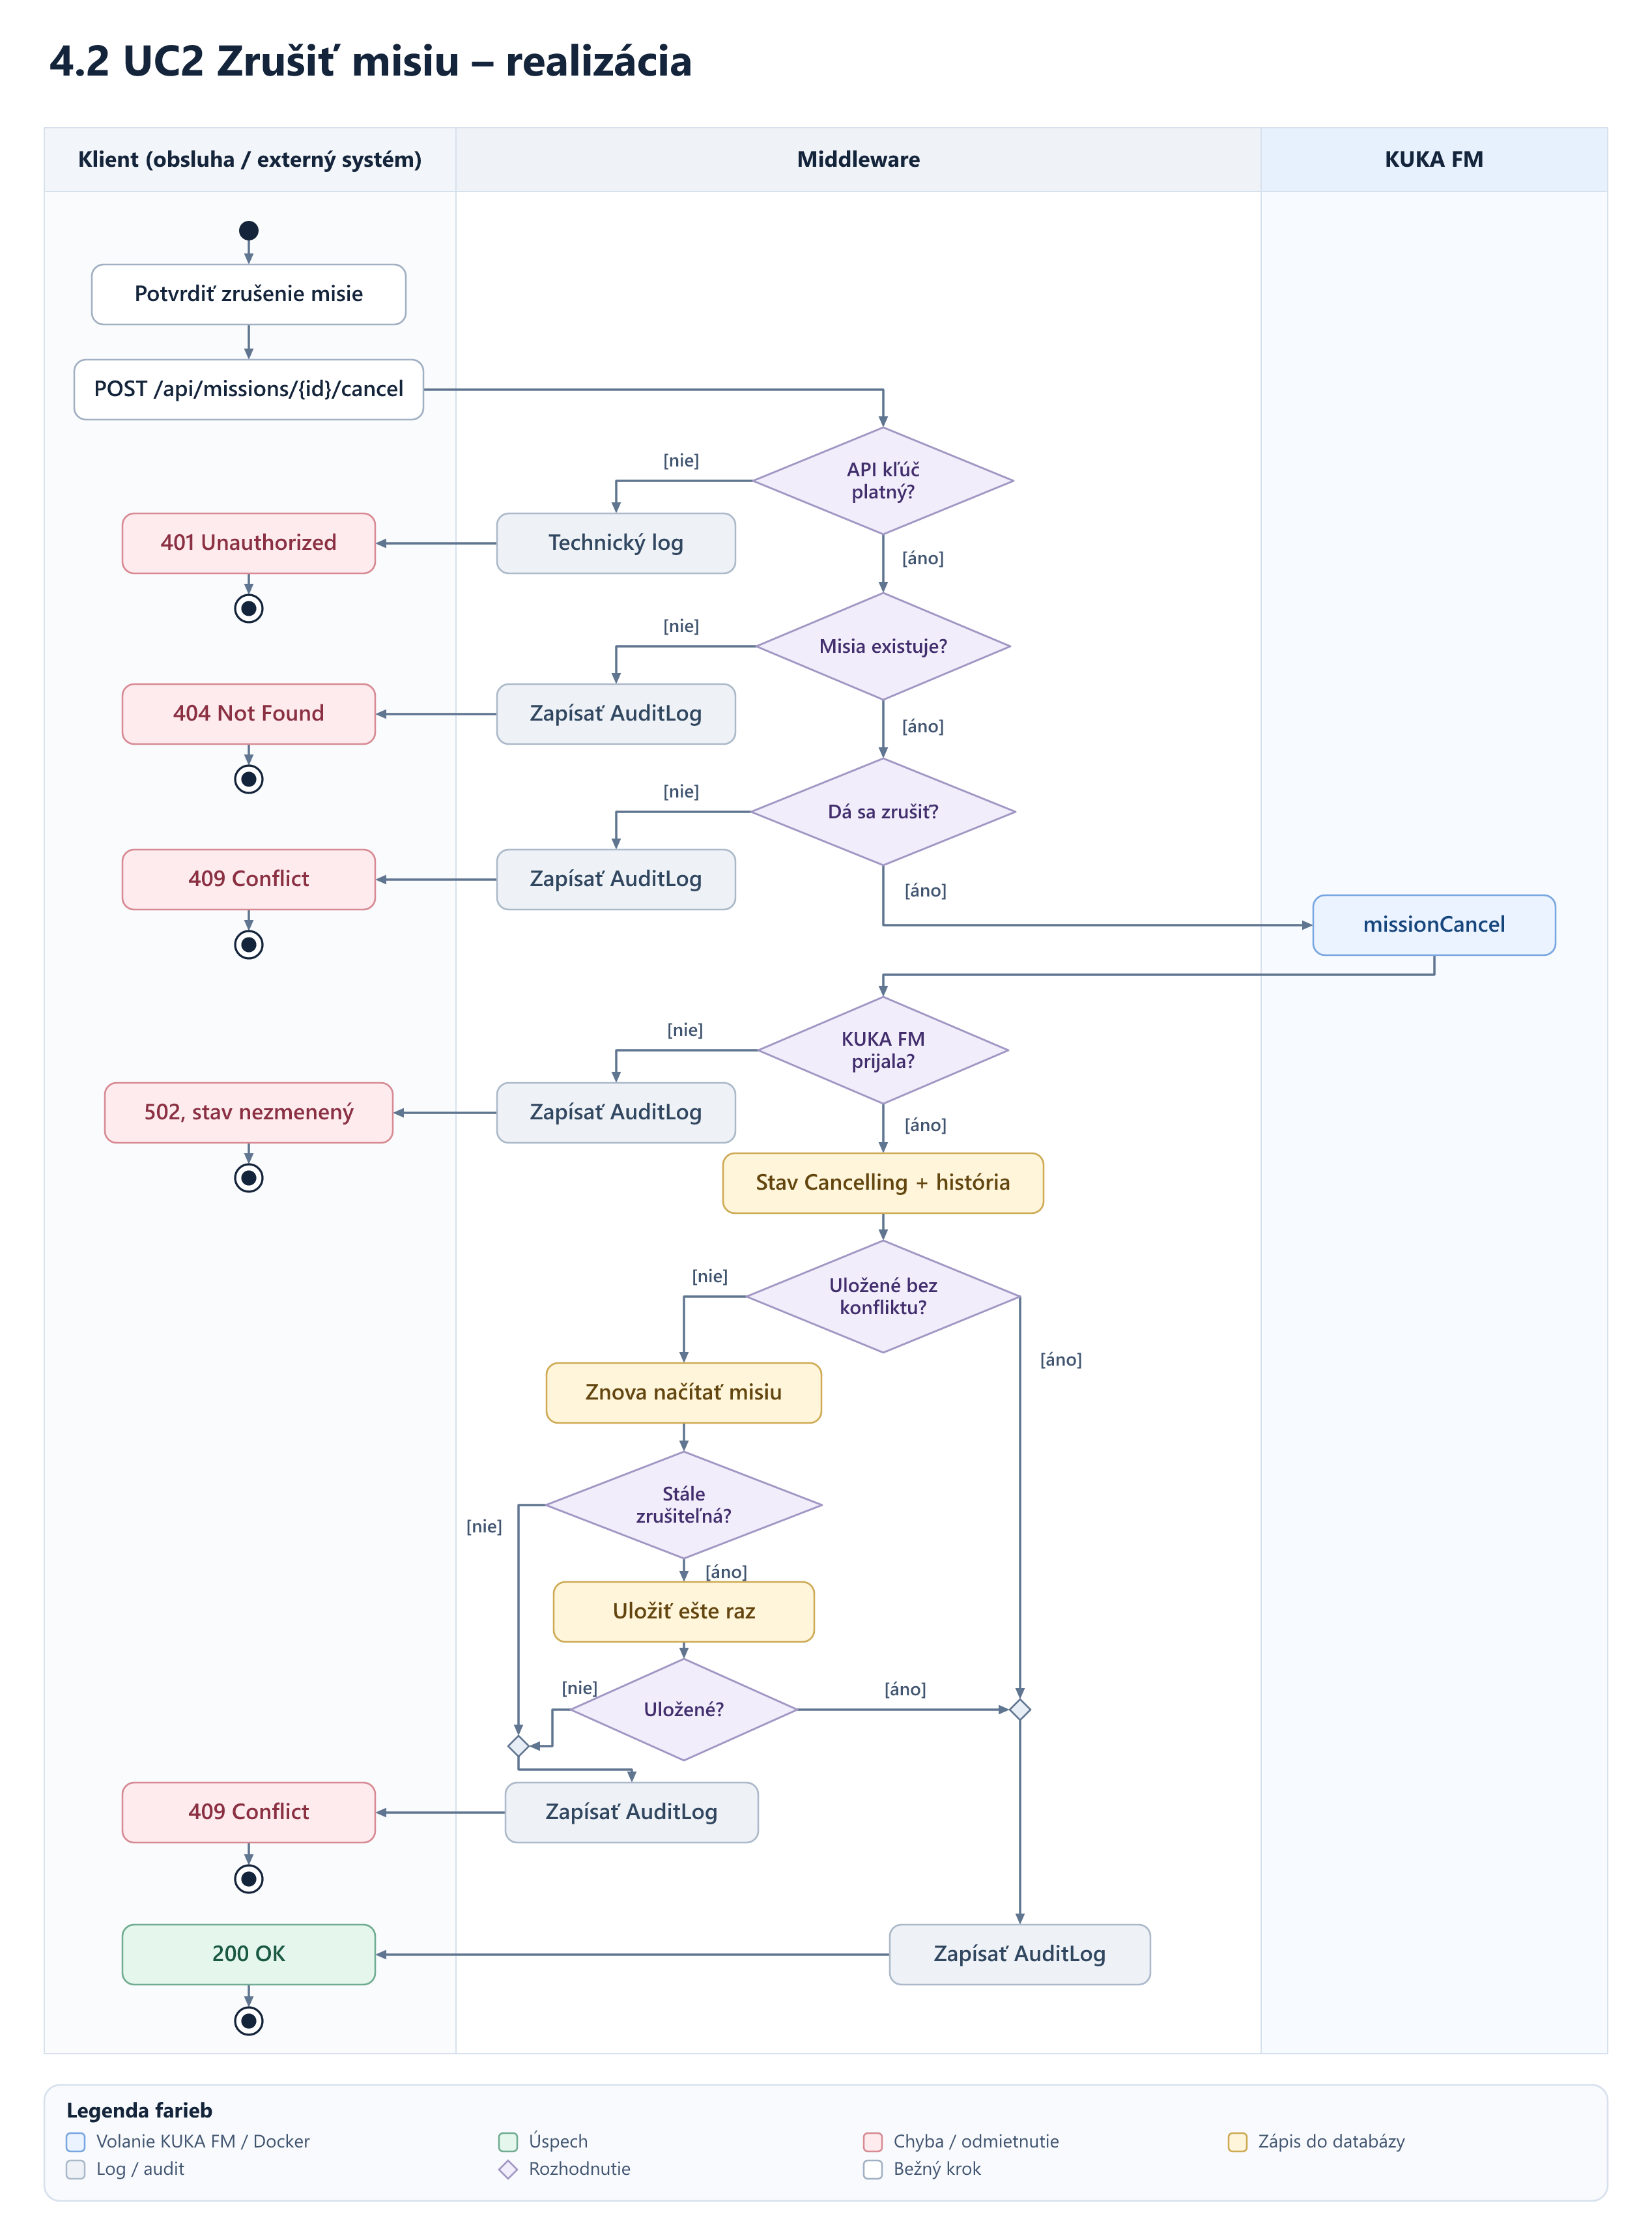 4.2 UC2 Zrušiť misiu – realizácia
Klient (obsluha / externý systém)
Middleware
KUKA FM
Potvrdiť zrušenie misie
POST /api/missions/{id}/cancel
API kľúč
platný?
[nie]
[áno]
Technický log
401 Unauthorized
Misia existuje?
[nie]
[áno]
Zapísať AuditLog
404 Not Found
Dá sa zrušiť?
[nie]
[áno]
Zapísať AuditLog
409 Conflict
missionCancel
KUKA FM
prijala?
[nie]
[áno]
Zapísať AuditLog
502, stav nezmenený
Stav Cancelling + história
Uložené bez
konfliktu?
[nie]
[áno]
Znova načítať misiu
Stále
zrušiteľná?
[nie]
[áno]
Uložiť ešte raz
Uložené?
[nie]
[áno]
Zapísať AuditLog
409 Conflict
Zapísať AuditLog
200 OK
Legenda farieb
Volanie KUKA FM / Docker
Úspech
Chyba / odmietnutie
Zápis do databázy
Log / audit
Rozhodnutie
Bežný krok